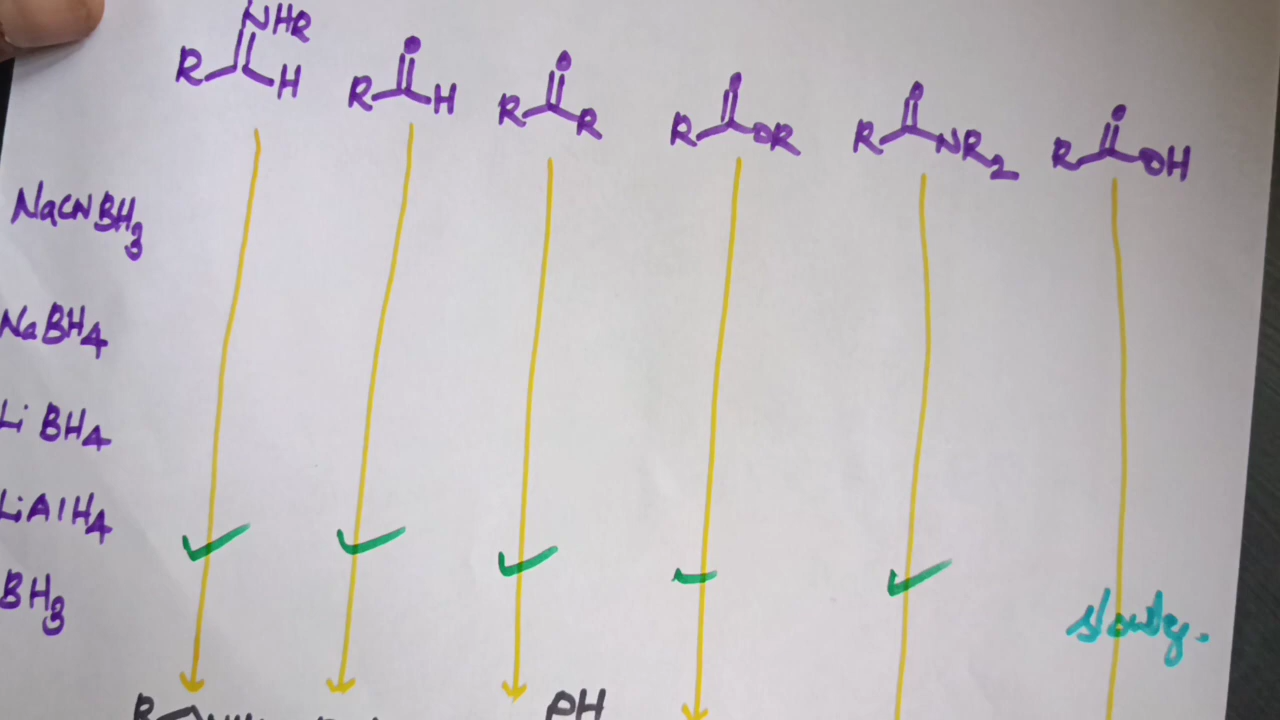 NHR
R H
R H
R R
R OR
R NR2
R OH
NaCNBH3
NaBH4
LiBH4
LiAlH4
BH3
slowly.
R
OH